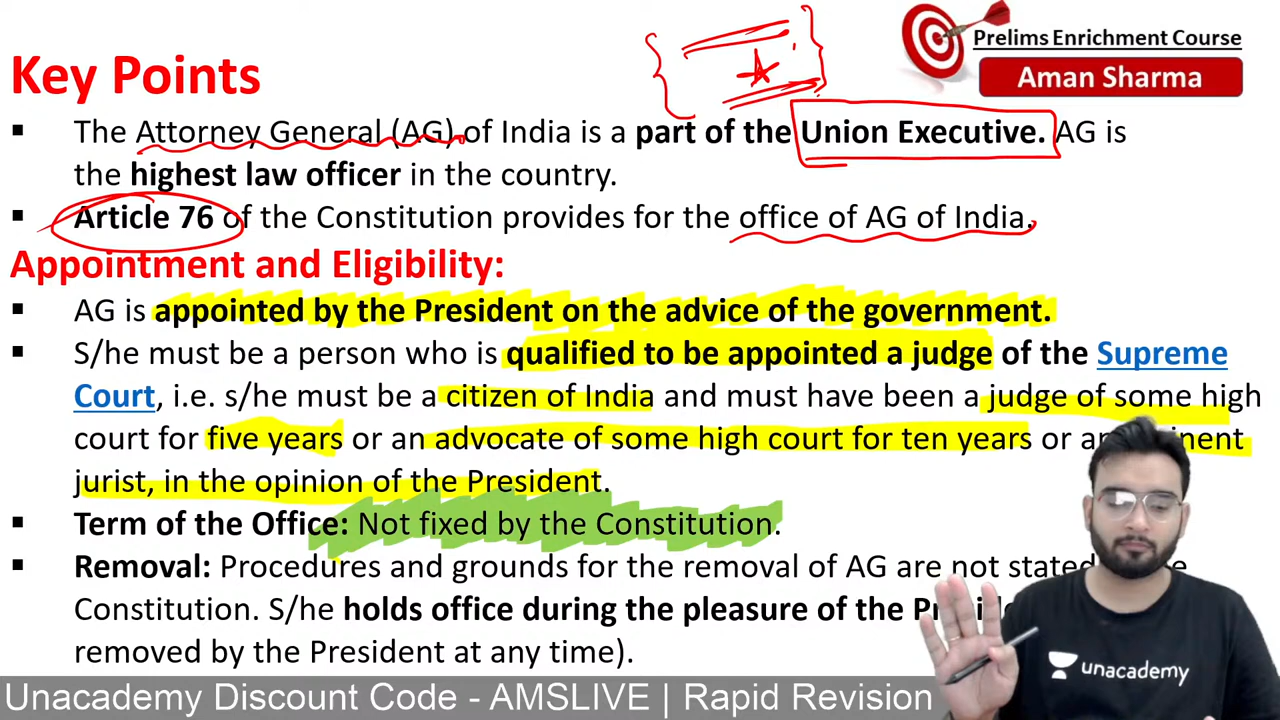 Prelims Enrichment Course
Aman Sharma
Key Points
▪ The Attorney General (AG) of India is a part of the Union Executive. AG is
the highest law officer in the country.
▪ Article 76 of the Constitution provides for the office of AG of India.
Appointment and Eligibility:
▪ AG is appointed by the President on the advice of the government.
▪ S/he must be a person who is qualified to be appointed a judge of the Supreme
Court, i.e. s/he must be a citizen of India and must have been a judge of some high
court for five years or an advocate of some high court for ten years or
jurist, in the opinion of the President.
▪ Term of the Office: Not fixed by the Constitution.
▪ Removal: Procedures and grounds for the removal of AG are not stated
Constitution. S/he holds office during the pleasure of the
removed by the President at any time).
unacademy
Unacademy Discount Code - AMSLIVE | Rapid Revision